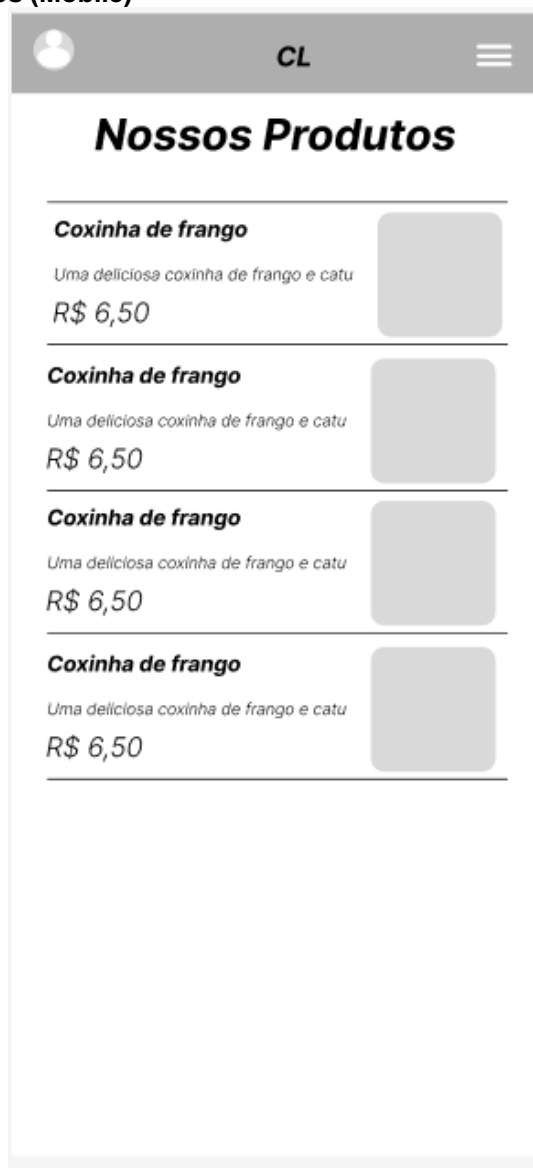 (Mobile)
CL
Nossos Produtos
Coxinha de frango
Uma deliciosa coxinha de frango e catu
R$ 6,50
Coxinha de frango
Uma deliciosa coxinha de frango e catu
R$ 6,50
Coxinha de frango
Uma deliciosa coxinha de frango e catu
R$ 6,50
Coxinha de frango
Uma deliciosa coxinha de frango e catu
R$ 6,50